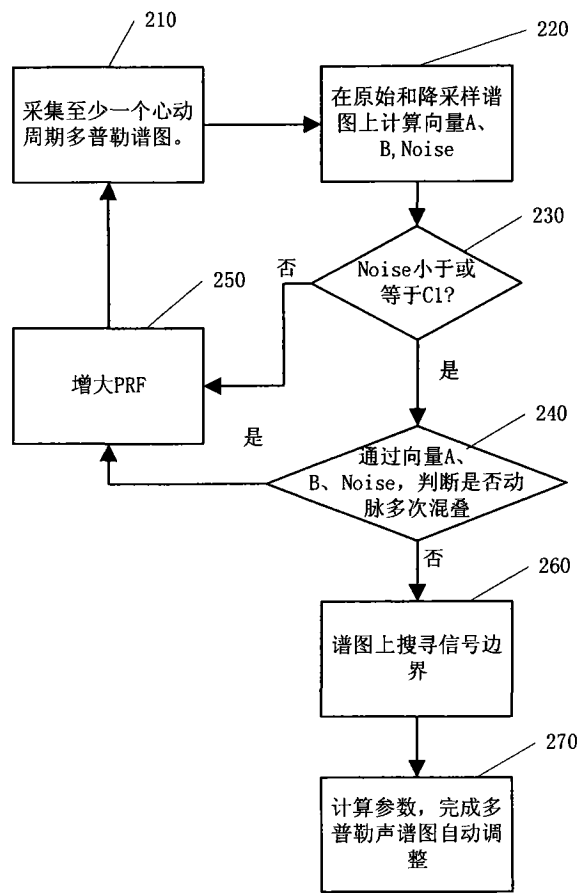 210
采集至少一个心动
周期多普勒谱图。
220
在原始和降采样谱
图上计算向量A、
B,Noise
230
Noise小于或
等于C1?
否
250
增大PRF
是
是
240
通过向量A、
B、Noise，判断是否动
脉多次混叠
否
260
谱图上搜寻信号边
界
270
计算参数，完成多
普勒声谱图自动调
整